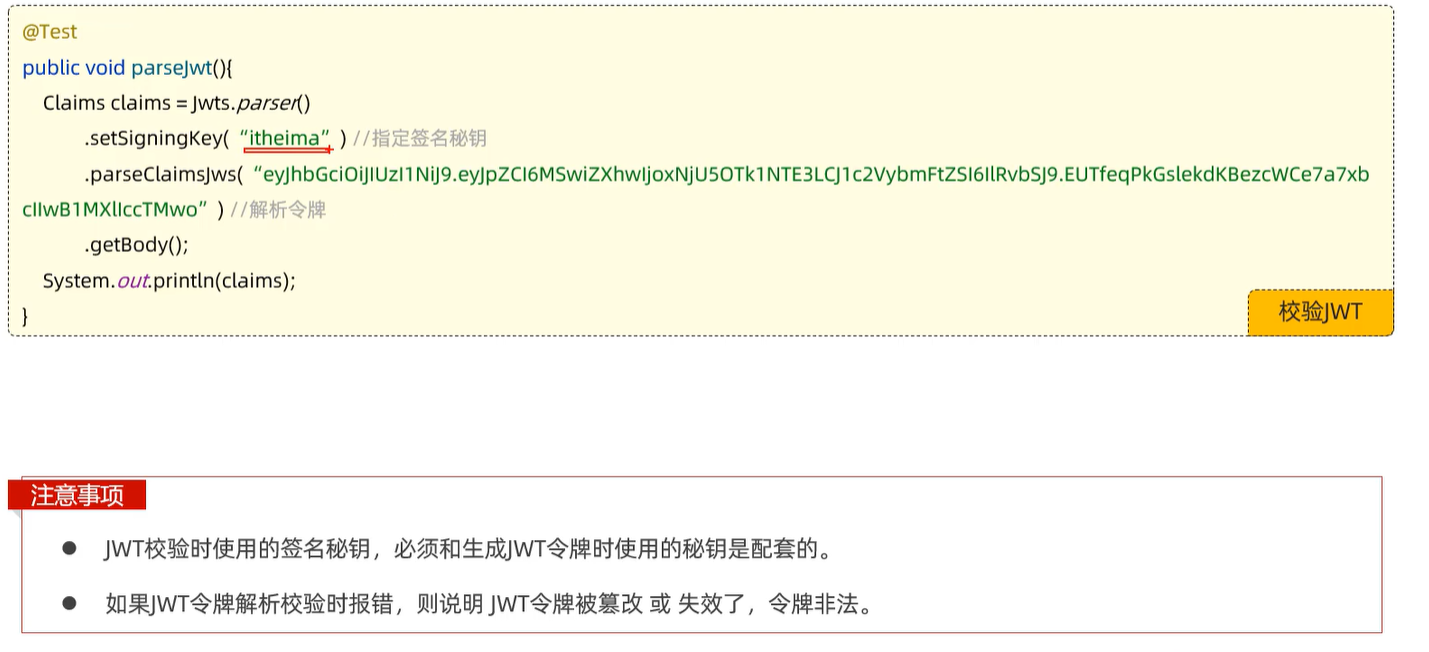 @Test
public void parseJwt(){
Claims claims = Jwts.parser()
.setSigningKey( “itheima” ) //指定签名秘钥
.parseClaimsJws( “eyJhbGciOiJIUzI1NiJ9.eyJpZCI6MSwiZXhwIjoxNjU5OTk1NTE3LCJ1c2VybmFtZSI6IlRvbSJ9.EUTfeqPkGslekdKBezcWCe7a7xb
cIIwB1MXlIccTMwo” ) //解析令牌
.getBody();
System.out.println(claims);
}
校验JWT
注意事项
● JWT校验时使用的签名秘钥，必须和生成JWT令牌时使用的秘钥是配套的。
● 如果JWT令牌解析校验时报错，则说明 JWT令牌被篡改 或 失效了，令牌非法。